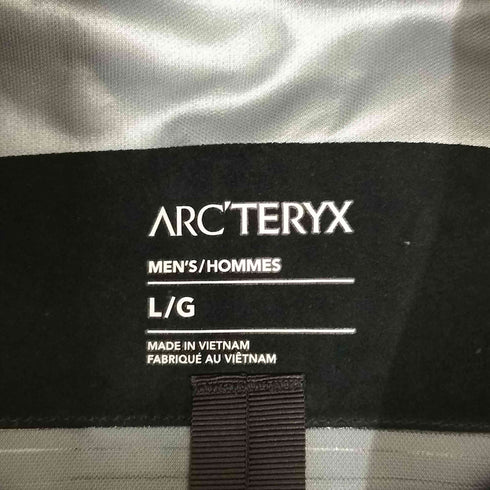 ARC'TERYX
MEN'S/HOMMES
L/G
MADE IN VIETNAM
FABRIQUÉ AU VIÊTNAM